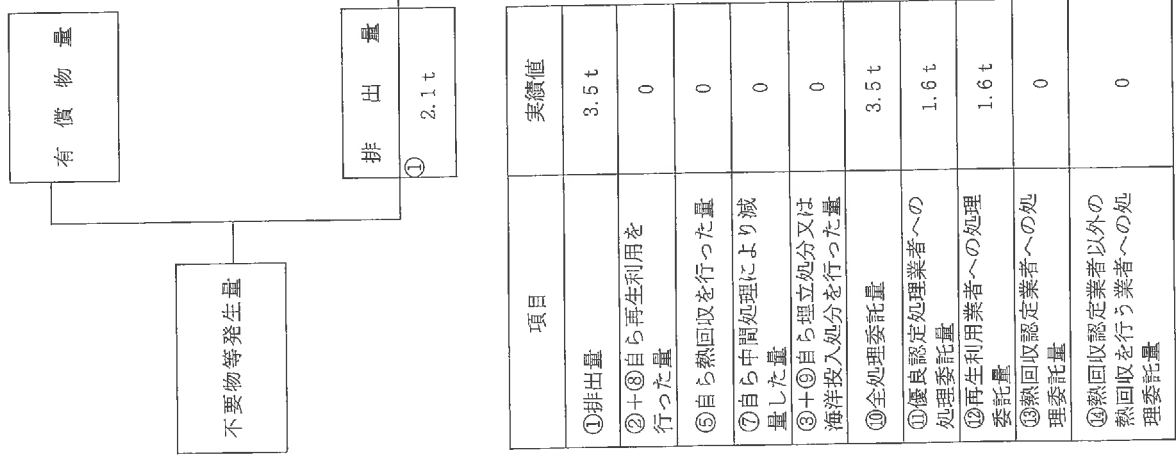 不要物等発生量
有償物量
排出量
①
2.1t
項目
実績値
①排出量
3.5t
②+⑧自ら再生利用を
行った量
0
⑤自ら熱回収を行った量
0
⑦自ら中間処理により減
量した量
0
③+⑨自ら埋立処分又は
海洋投入処分を行った量
0
⑩全処理委託量
3.5t
⑪優良認定処理業者への
処理委託量
1.6t
⑫再生利用業者への処理
委託量
1.6t
⑬熱回収認定業者への処
理委託量
0
⑭熱回収認定業者以外の
熱回収を行う業者への処
理委託量
0